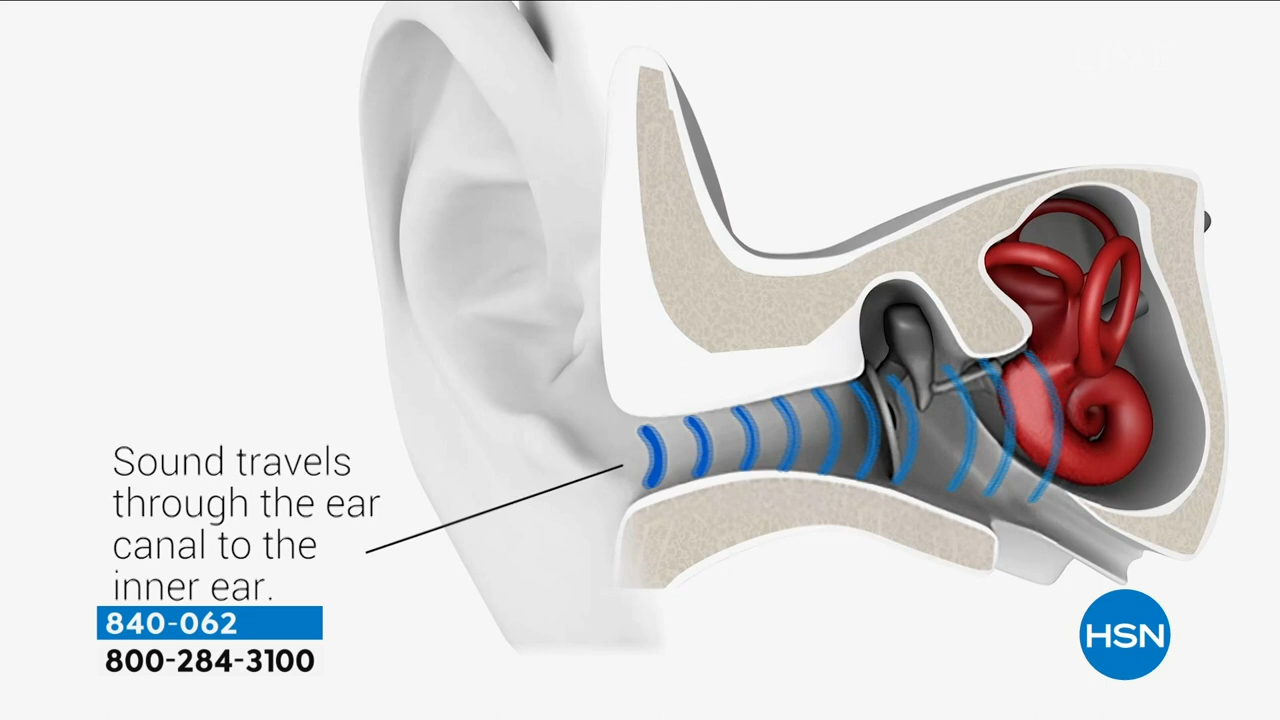 Sound travels
through the ear
canal to the
inner ear.
840-062
800-284-3100
HSN